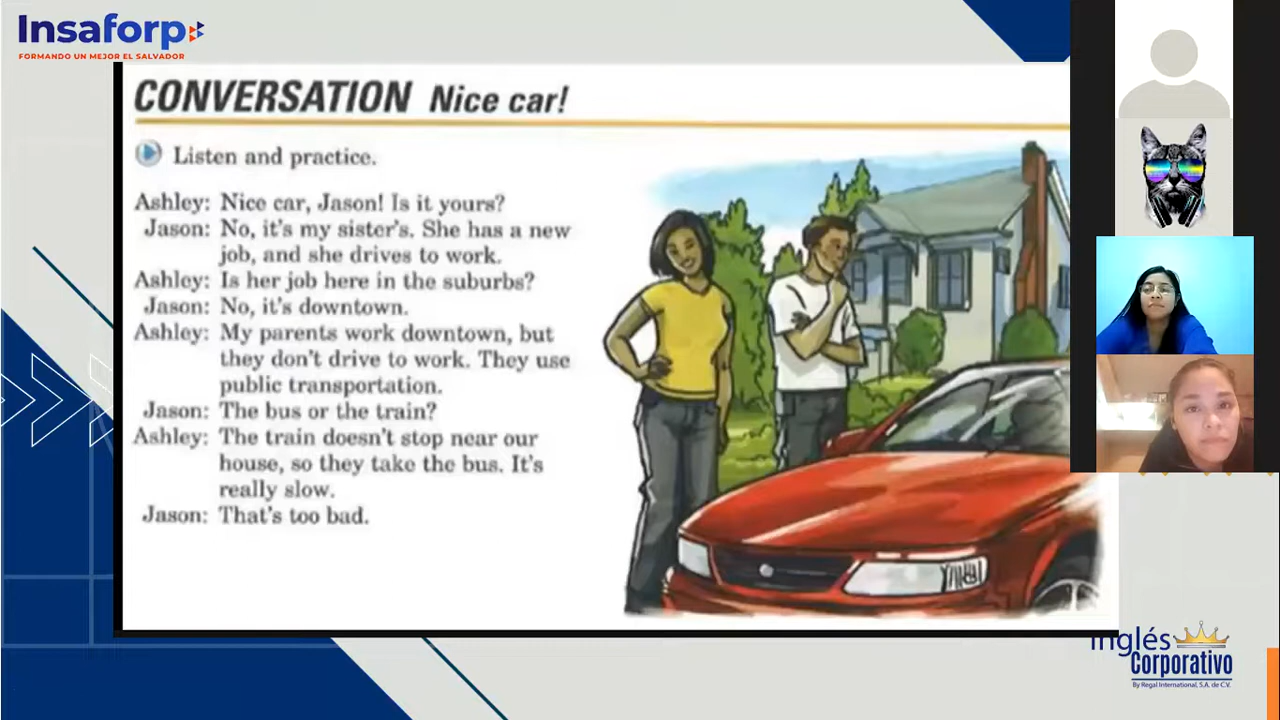 Insaforp
FORMANDO UN MEJOR EL SALVADOR
CONVERSATION Nice car!
Listen and practice.
Ashley: Nice car, Jason! Is it yours?
Jason: No, it's my sister's. She has a new
job, and she drives to work.
Ashley: Is her job here in the suburbs?
Jason: No, it's downtown.
Ashley: My parents work downtown, but
they don't drive to work. They use
public transportation.
Jason: The bus or the train?
Ashley: The train doesn't stop near our
house, so they take the bus. It's
really slow.
Jason: That's too bad.
Inglés
Corporativo
By Regal International, S.A. de C.V.